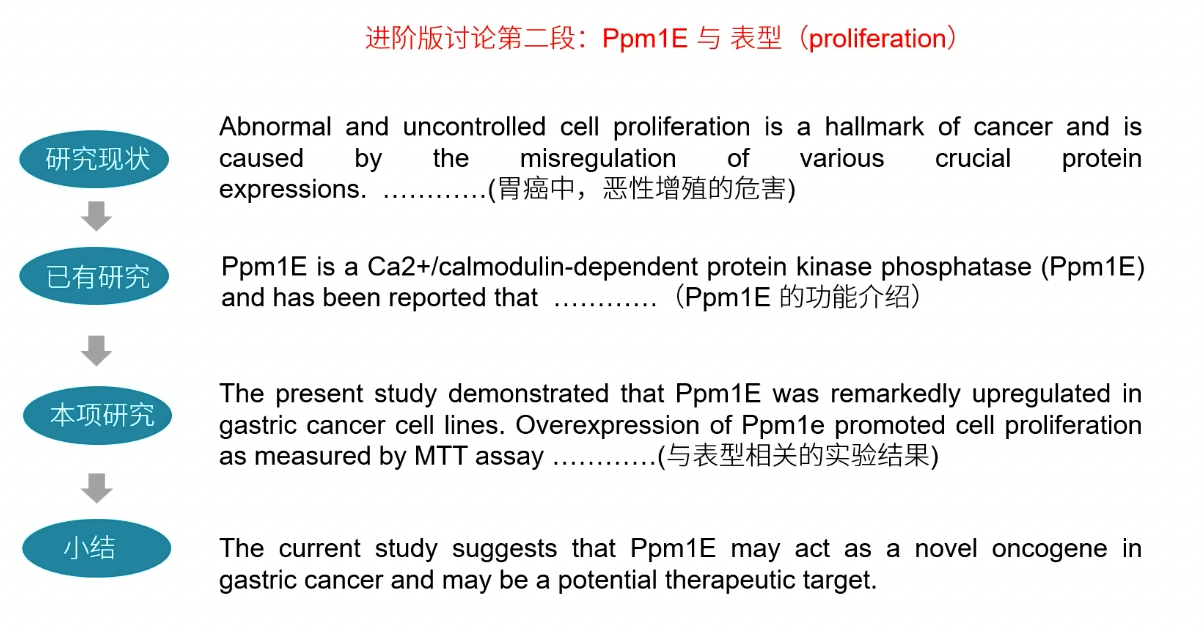 进阶版讨论第二段：Ppm1E 与 表型（proliferation）
研究现状
Abnormal and uncontrolled cell proliferation is a hallmark of cancer and is
caused by the misregulation of various crucial protein
expressions. …………(胃癌中，恶性增殖的危害)
已有研究
Ppm1E is a Ca2+/calmodulin-dependent protein kinase phosphatase (Ppm1E)
and has been reported that …………（Ppm1E 的功能介绍）
本项研究
The present study demonstrated that Ppm1E was remarkedly upregulated in
gastric cancer cell lines. Overexpression of Ppm1e promoted cell proliferation
as measured by MTT assay …………(与表型相关的实验结果)
小结
The current study suggests that Ppm1E may act as a novel oncogene in
gastric cancer and may be a potential therapeutic target.